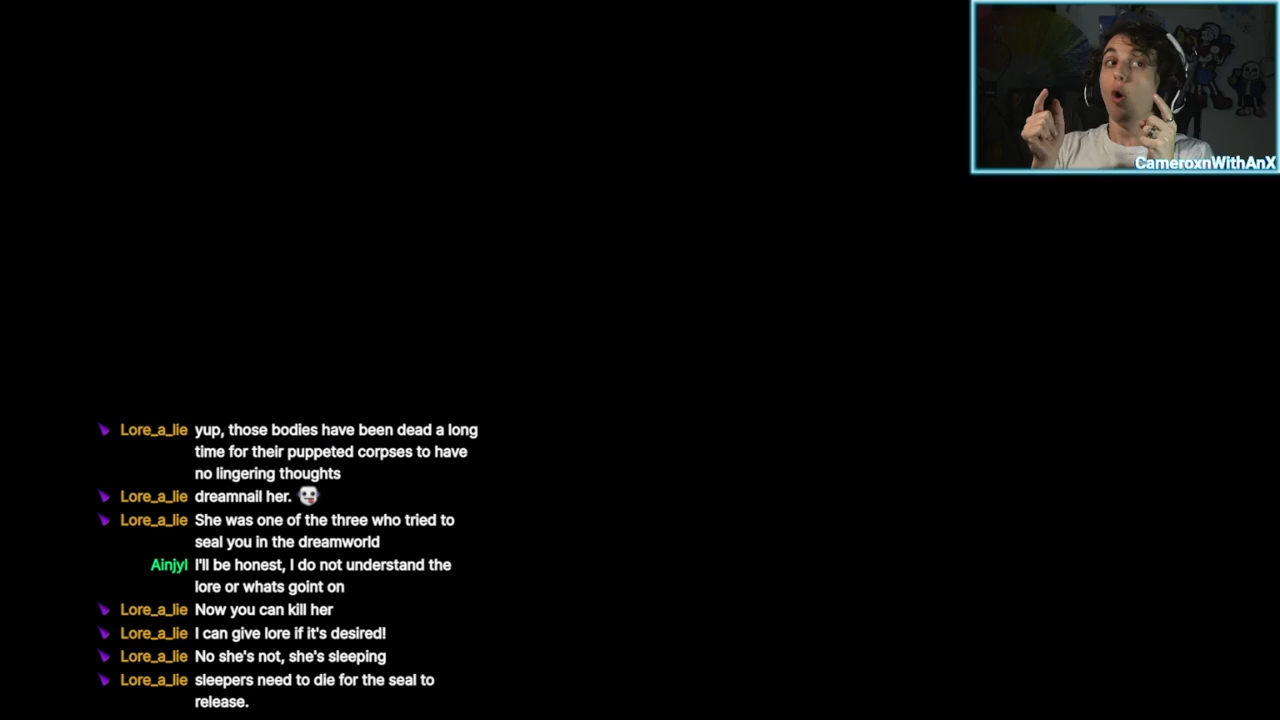 CameroxnWithAnX
Lore_a_lie yup, those bodies have been dead a long
time for their puppeted corpses to have
no lingering thoughts
Lore_a_lie dreamnail her.
Lore_a_lie She was one of the three who tried to
seal you in the dreamworld
Ainjyl I'll be honest, I do not understand the
lore or whats goint on
Lore_a_lie Now you can kill her
Lore_a_lie I can give lore if it's desired!
Lore_a_lie No she's not, she's sleeping
Lore_a_lie sleepers need to die for the seal to
release.